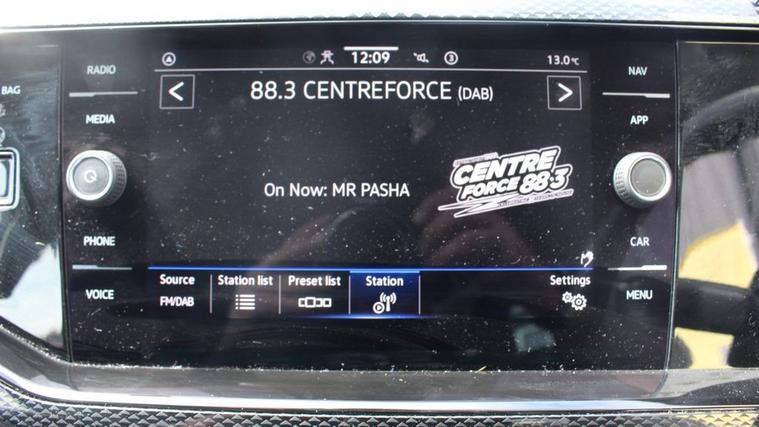 BAG
RADIO
MEDIA
PHONE
VOICE
12:09
3
13.0°C
<
88.3 CENTREFORCE (DAB)
>
On Now: MR PASHA
CENTRE
FORCE 88.3
Source
FM/DAB
Station list
Preset list
Station
Settings
NAV
APP
CAR
MENU